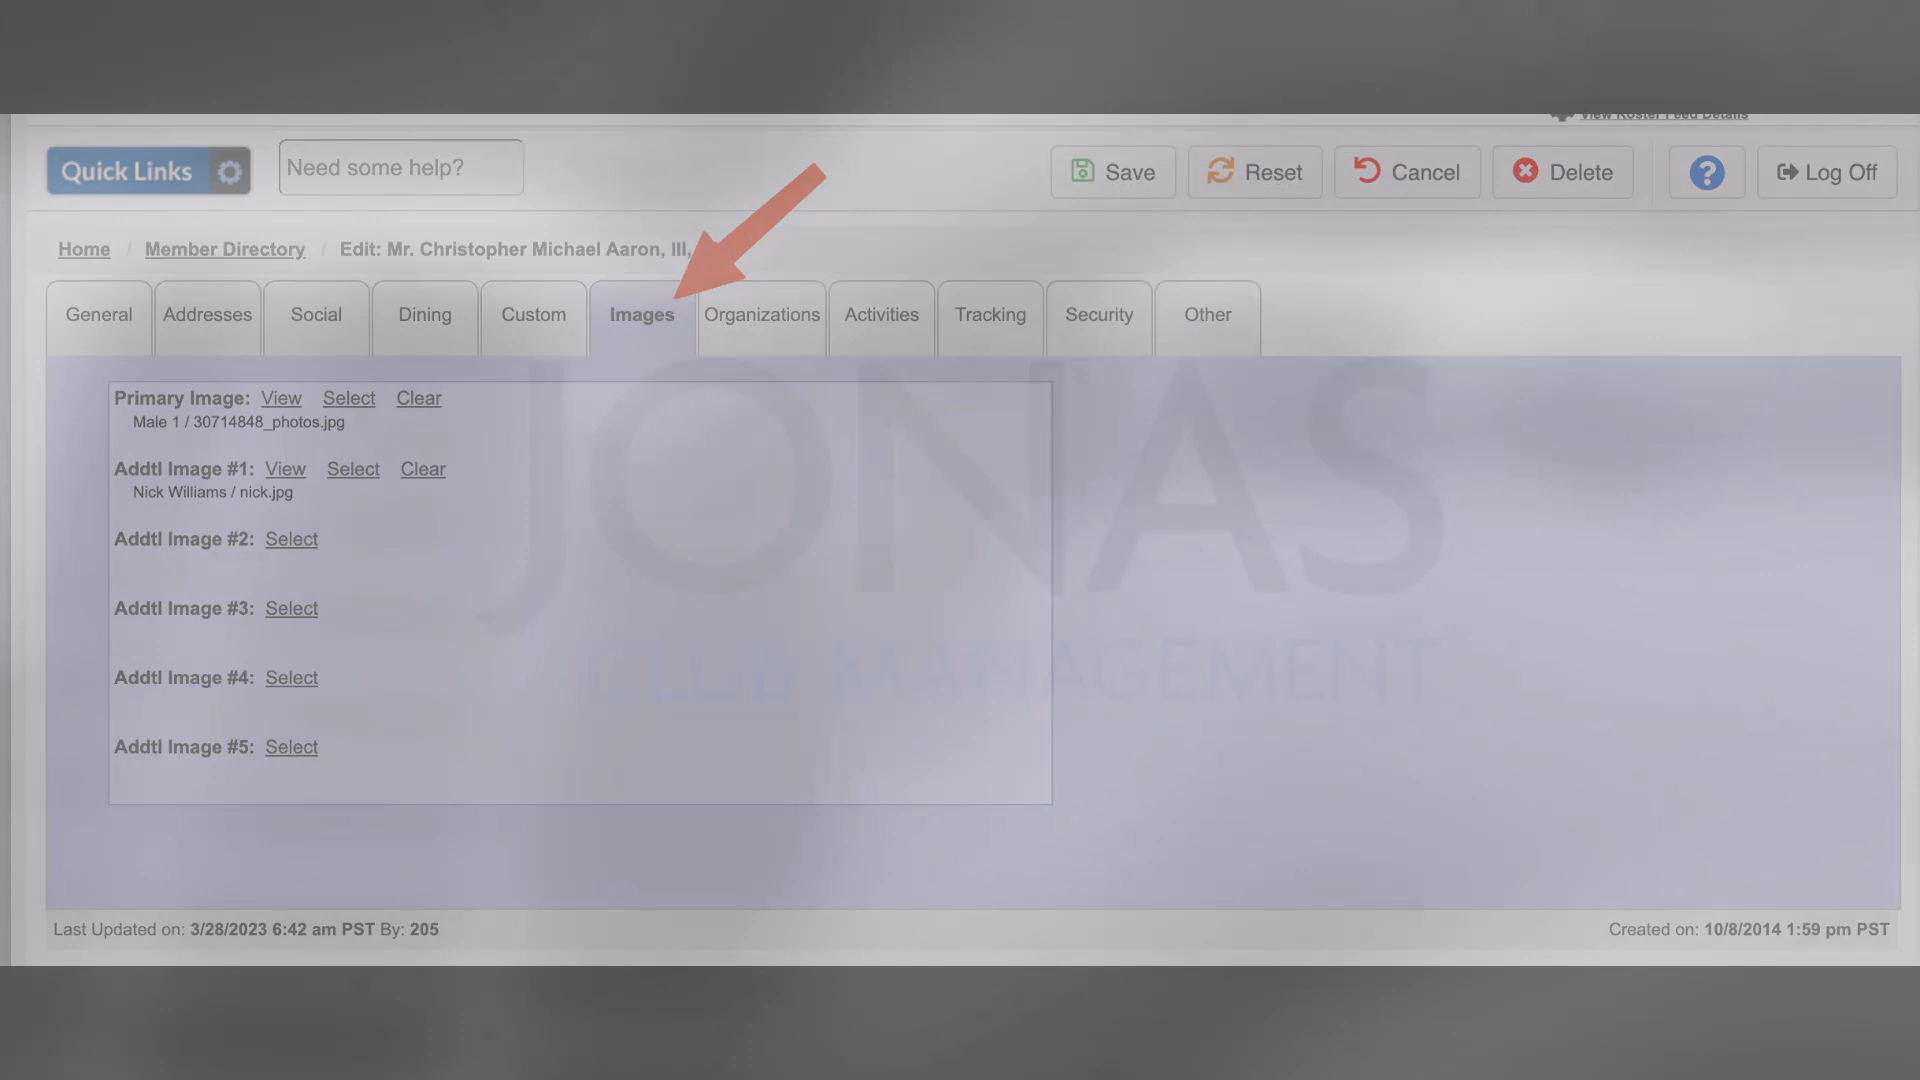 View Roster Feed Details
Quick Links
Need some help?
Save
Reset
Cancel
Delete
?
Log Off
Home / Member Directory / Edit: Mr. Christopher Michael Aaron, III,
General
Addresses
Social
Dining
Custom
Images
Organizations
Activities
Tracking
Security
Other
Primary Image: View Select Clear
Male 1 / 30714848_photos.jpg
Addtl Image #1: View Select Clear
Nick Williams / nick.jpg
Addtl Image #2: Select
Addtl Image #3: Select
Addtl Image #4: Select
Addtl Image #5: Select
JONAS
CLUB MANAGEMENT
Last Updated on: 3/28/2023 6:42 am PST By: 205
Created on: 10/8/2014 1:59 pm PST